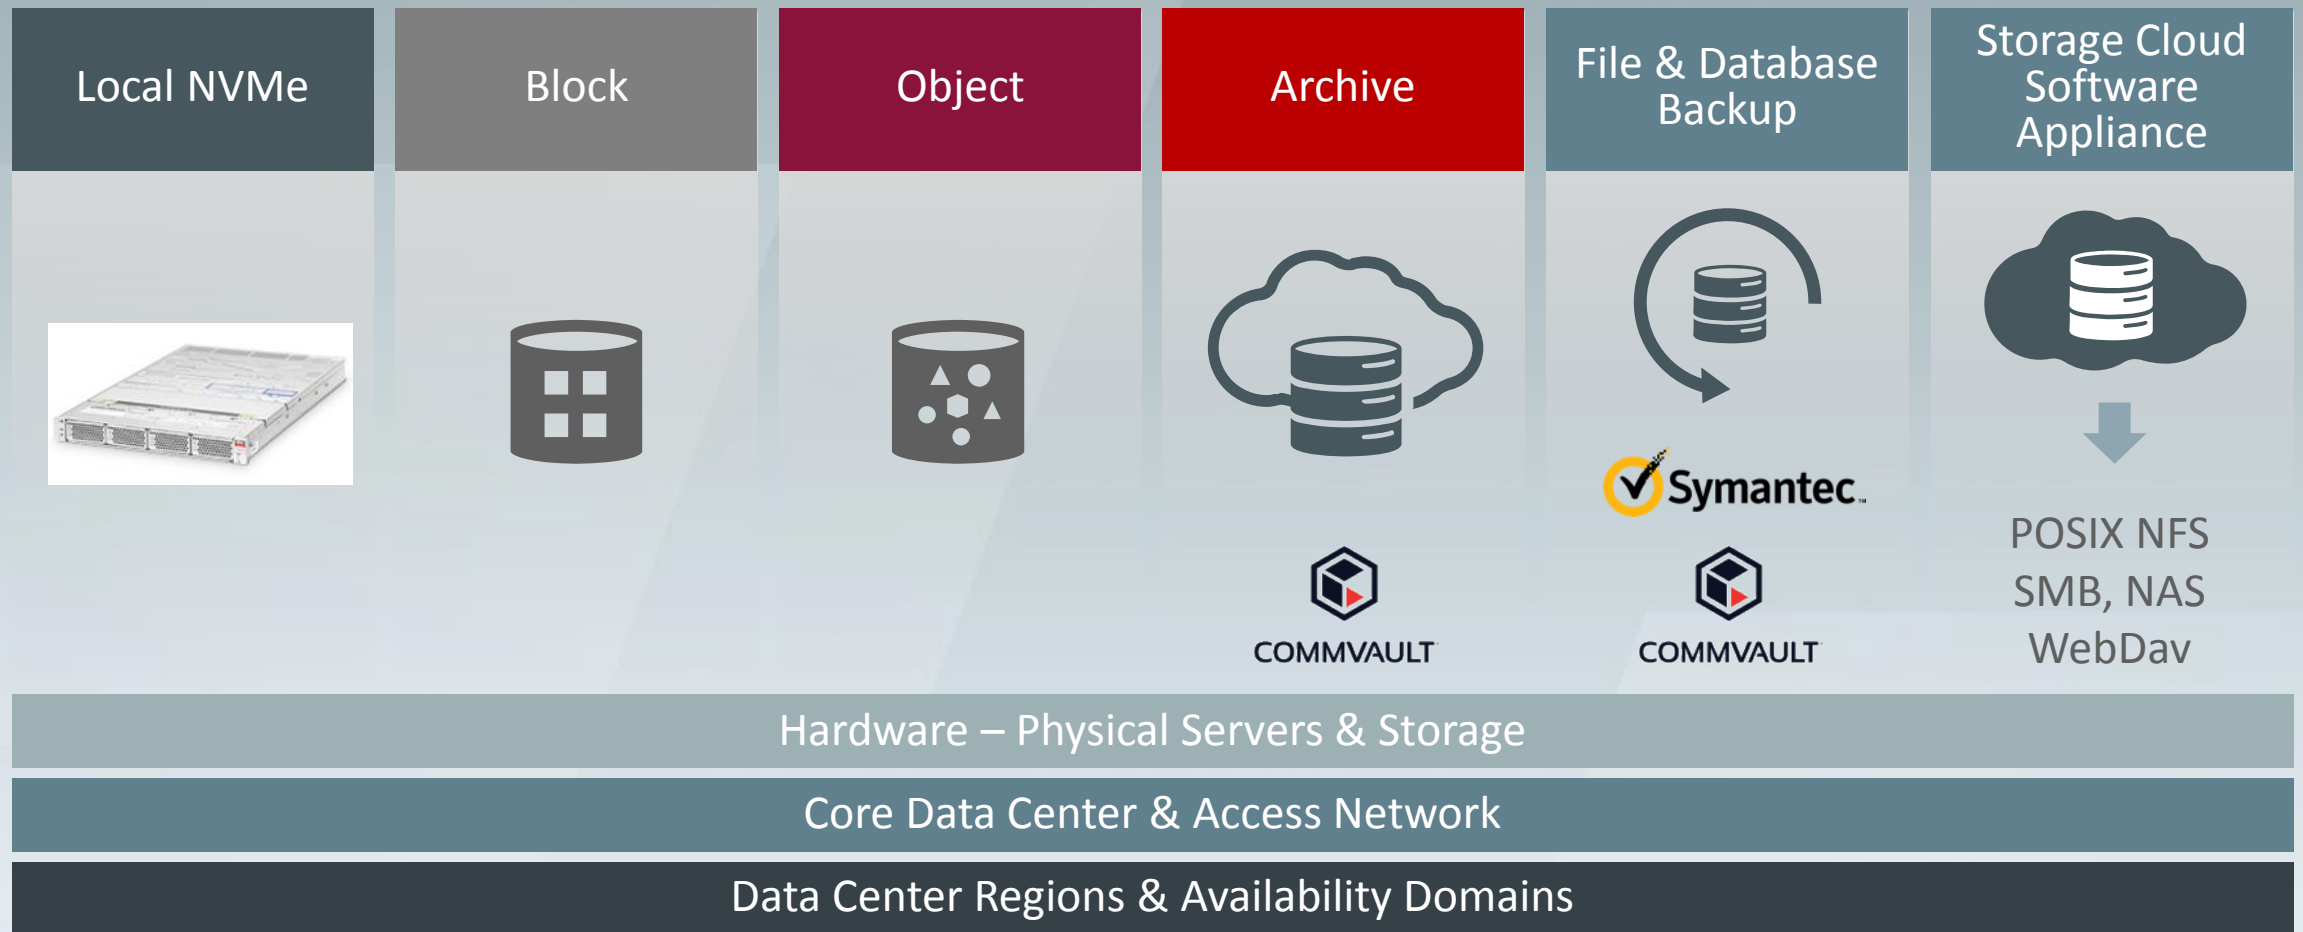 Local NVMe
Block
Object
Archive
File & Database
Backup
Storage Cloud
Software
Appliance
Symantec™
COMMVAULT
COMMVAULT
POSIX NFS
SMB, NAS
WebDav
Hardware – Physical Servers & Storage
Core Data Center & Access Network
Data Center Regions & Availability Domains